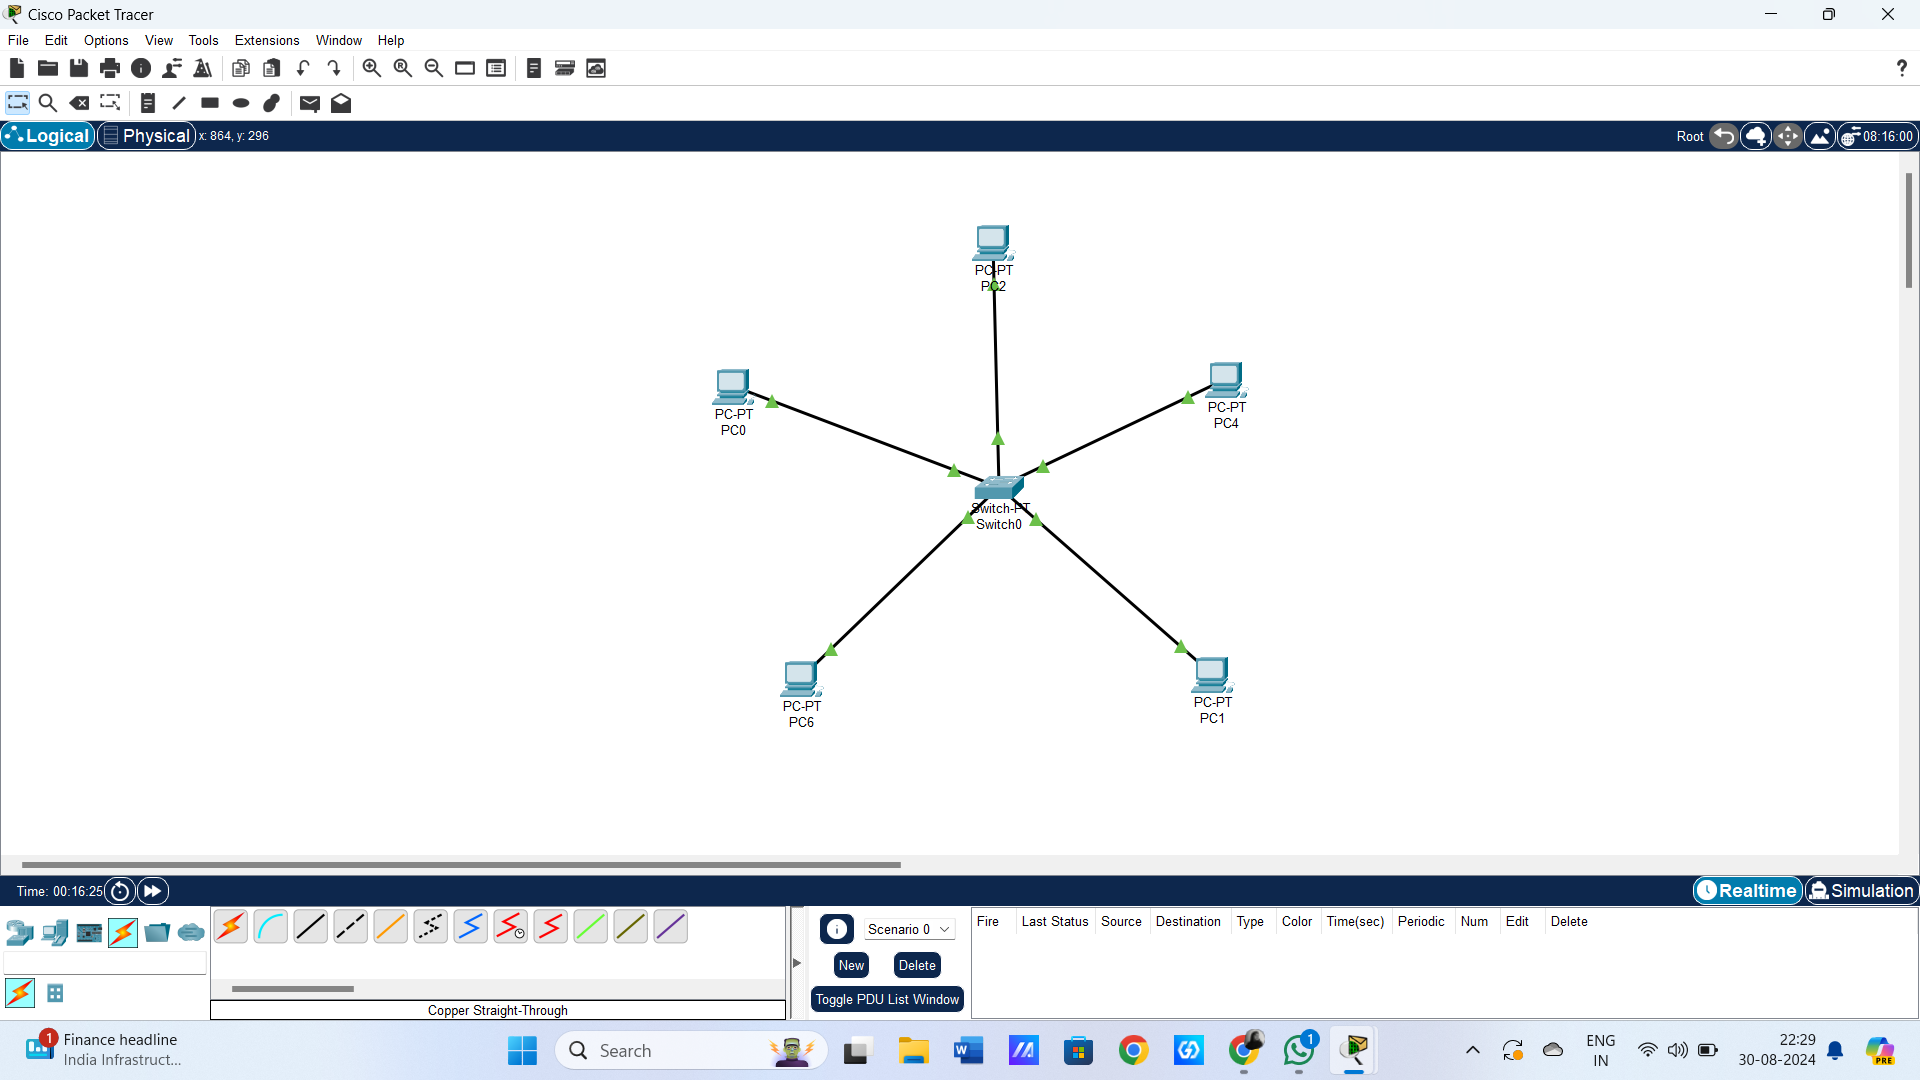 Cisco Packet Tracer
File Edit Options View Tools Extensions Window Help
?
Logical Physical x: 864, y: 296 Root 08:16:00
PC-PT
PC2
PC-PT
PC0
PC-PT
PC4
Switch-PT
Switch0
PC-PT
PC6
PC-PT
PC1
Time: 00:16:25 Realtime Simulation
Scenario 0
New Delete
Toggle PDU List Window
Fire Last Status Source Destination Type Color Time(sec) Periodic Num Edit Delete
Copper Straight-Through
1 Finance headline
India Infrastruct...
Search
W
1
ENG
IN
22:29
30-08-2024
PRE